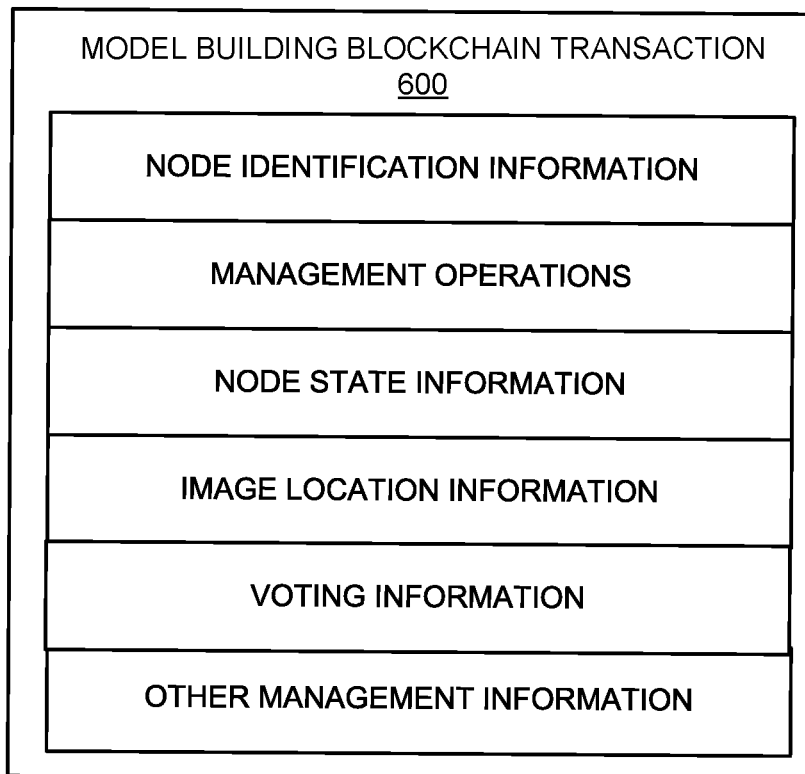 MODEL BUILDING BLOCKCHAIN TRANSACTION
600
NODE IDENTIFICATION INFORMATION
MANAGEMENT OPERATIONS
NODE STATE INFORMATION
IMAGE LOCATION INFORMATION
VOTING INFORMATION
OTHER MANAGEMENT INFORMATION